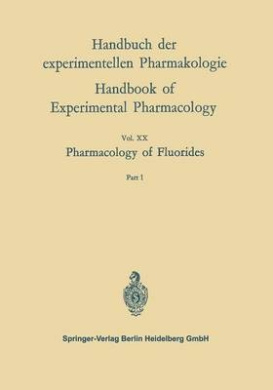 Handbuch der
experimentellen Pharmakologie
Handbook of
Experimental Pharmacology
Vol. XX
Pharmacology of Fluorides
Part 1
Springer-Verlag Berlin Heidelberg GmbH